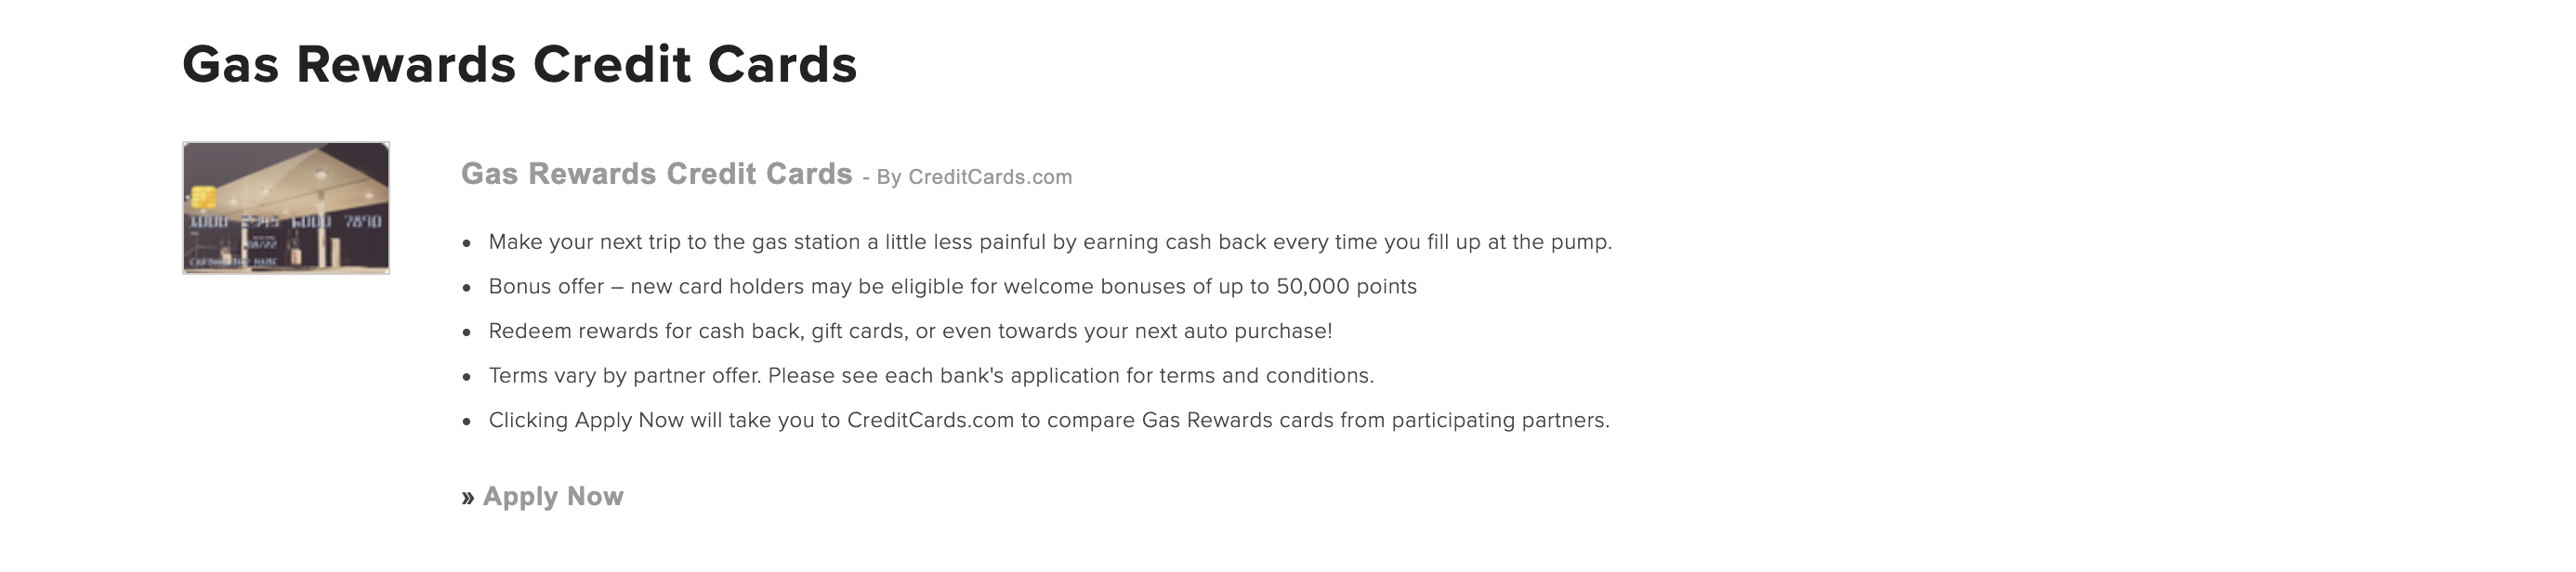 Gas Rewards Credit Cards
Gas Rewards Credit Cards - By CreditCards.com
• Make your next trip to the gas station a little less painful by earning cash back every time you fill up at the pump.
• Bonus offer – new card holders may be eligible for welcome bonuses of up to 50,000 points
• Redeem rewards for cash back, gift cards, or even towards your next auto purchase!
• Terms vary by partner offer. Please see each bank's application for terms and conditions.
• Clicking Apply Now will take you to CreditCards.com to compare Gas Rewards cards from participating partners.
» Apply Now
7890